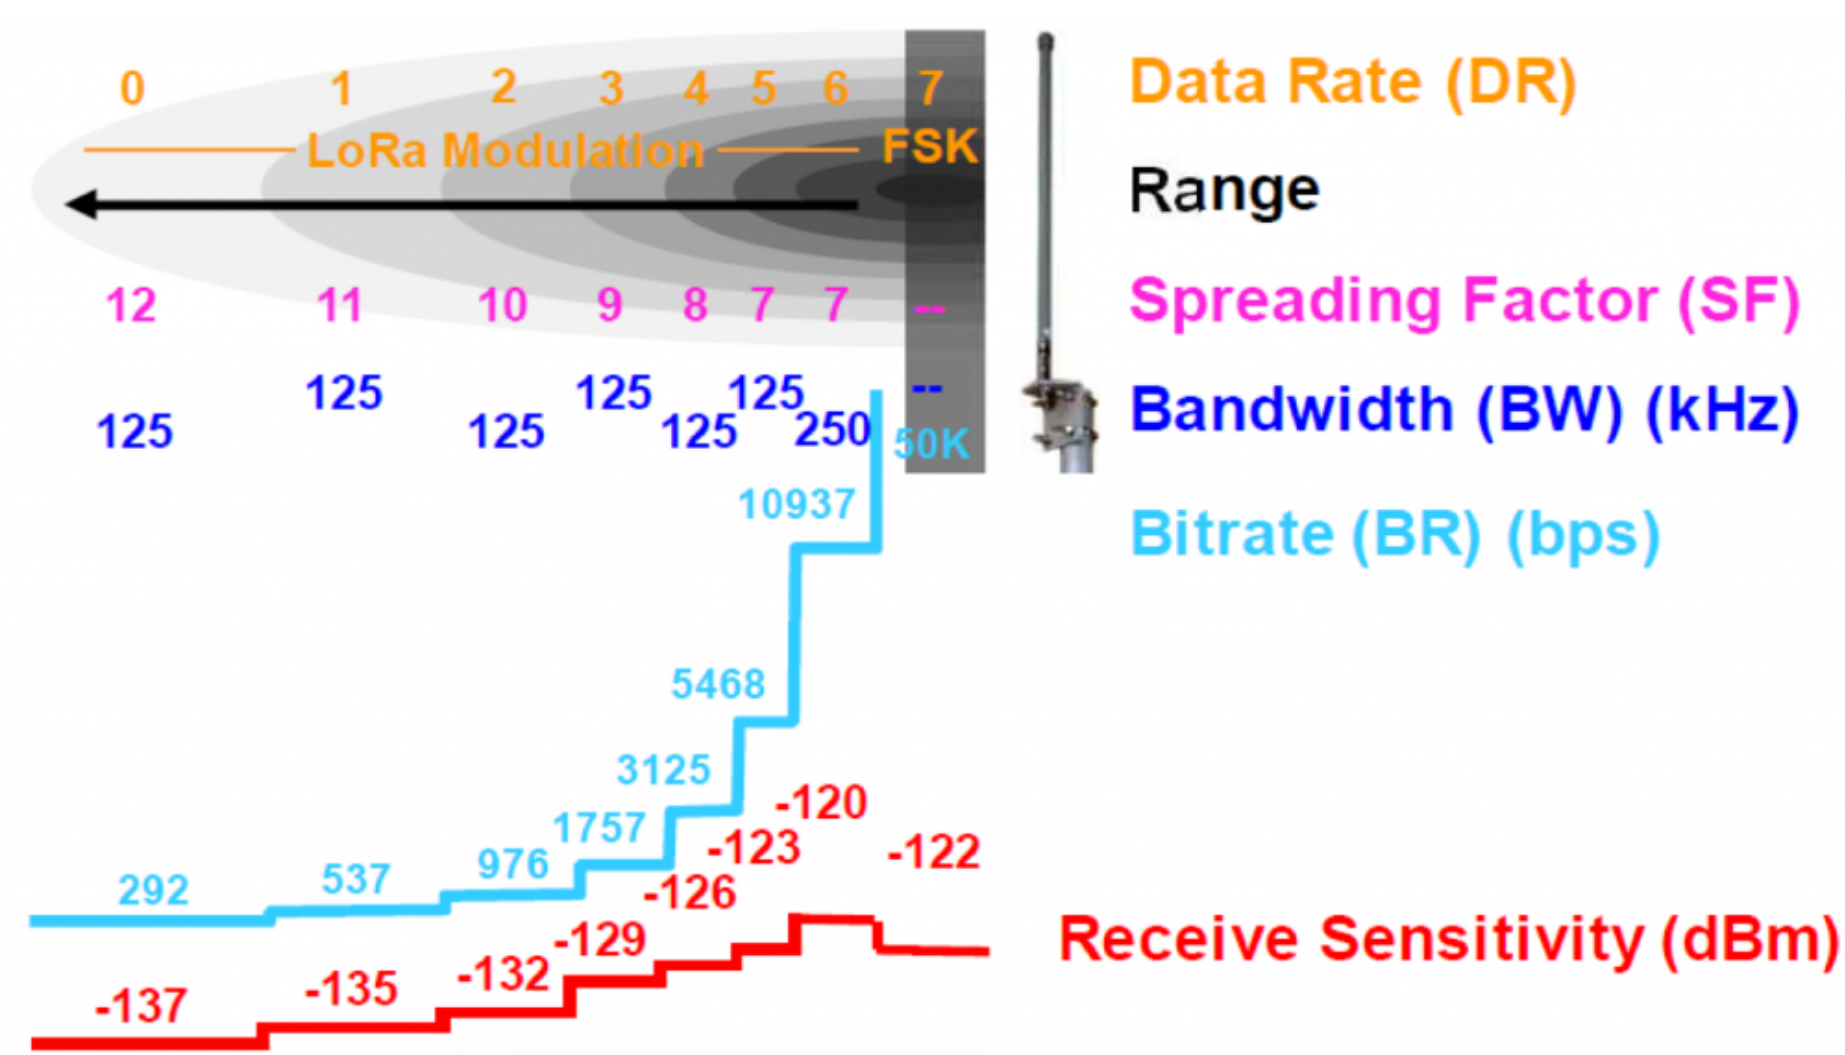 0 1 2 3 4 5 6 7 Data Rate (DR)
LoRa Modulation FSK
Range
12 11 10 9 8 7 7 -- Spreading Factor (SF)
125 125 125 -- Bandwidth (BW) (kHz)
125 125 125 250 50K
10937
Bitrate (BR) (bps)
5468
3125
-120
1757
-123 -122
976
537
292
-126
-129
Receive Sensitivity (dBm)
-132
-135
-137